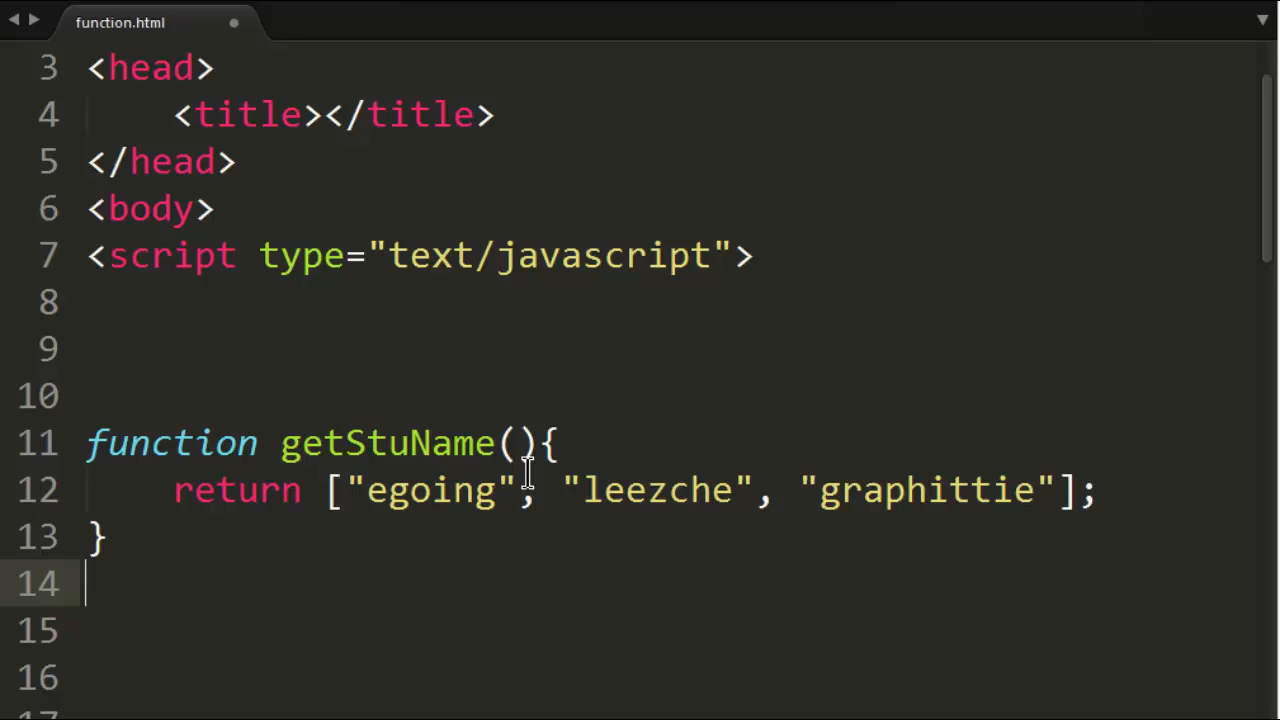 function.html
3 <head>
4     <title></title>
5 </head>
6 <body>
7 <script type="text/javascript">
8
9
10
11 function getStuName(){
12     return ["egoing", "leezche", "graphittie"];
13 }
14
15
16
17